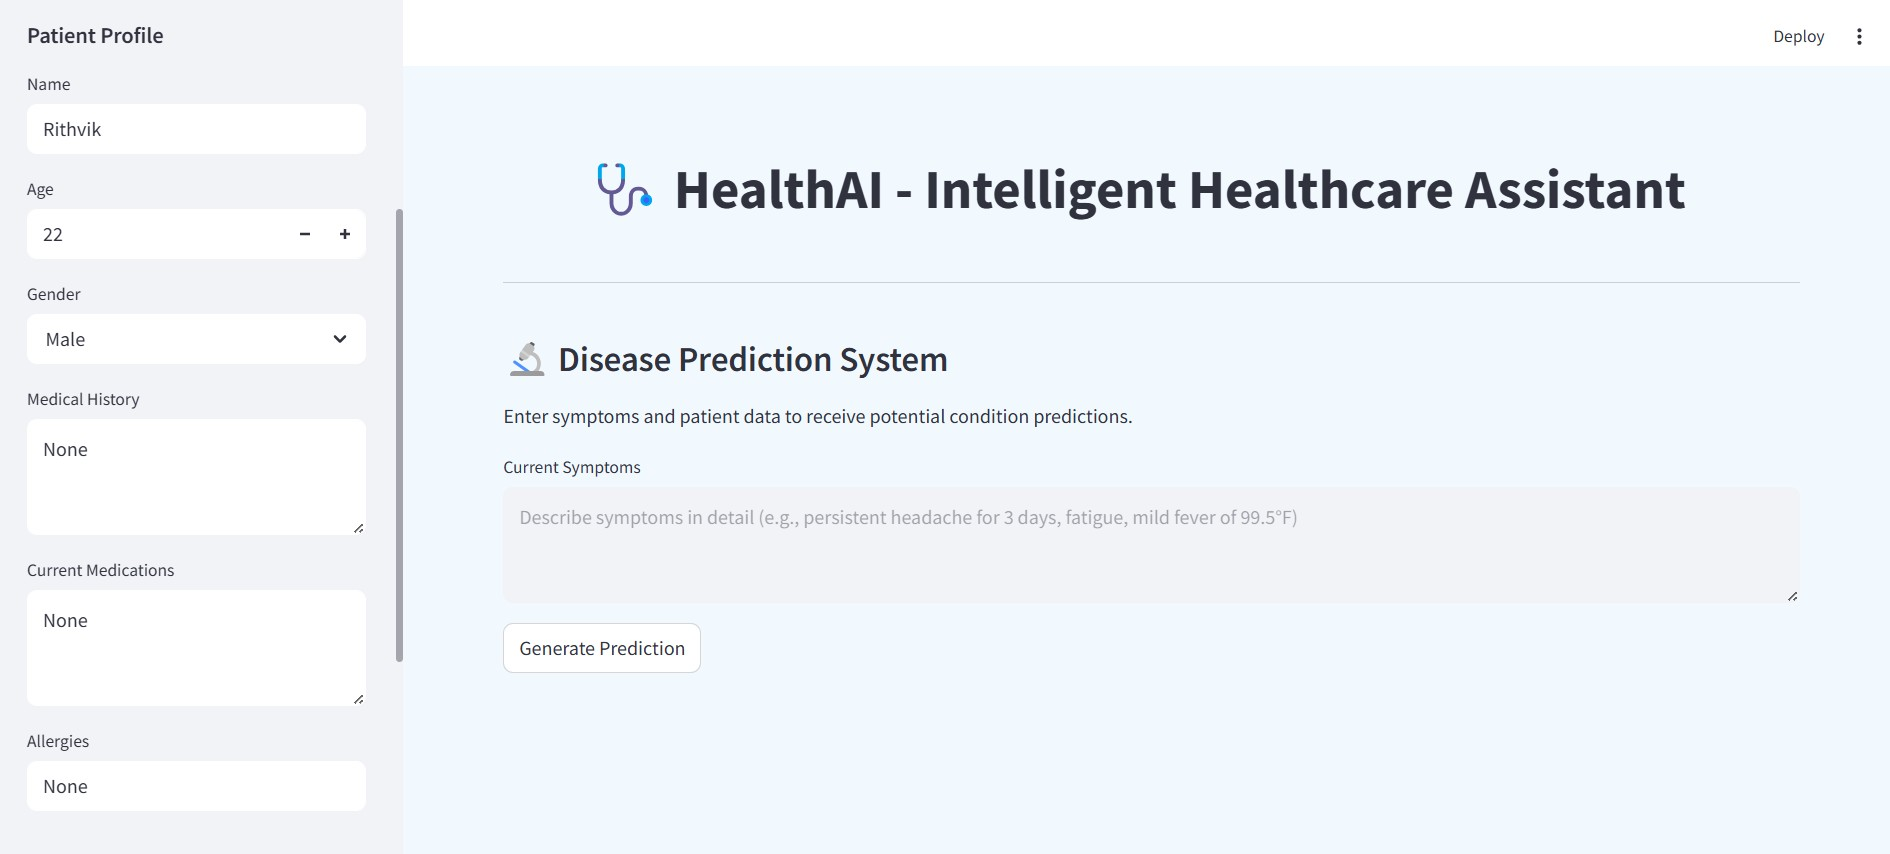 Patient Profile
Name
Rithvik
Age
22
Gender
Male
Medical History
None
Current Medications
None
Allergies
None
Deploy
HealthAI - Intelligent Healthcare Assistant
Disease Prediction System
Enter symptoms and patient data to receive potential condition predictions.
Current Symptoms
Describe symptoms in detail (e.g., persistent headache for 3 days, fatigue, mild fever of 99.5°F)
Generate Prediction